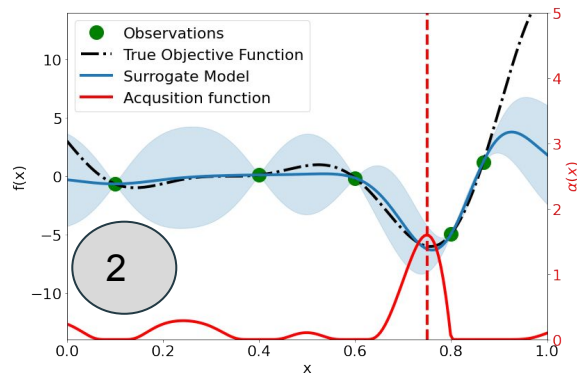 Observations
True Objective Function
Surrogate Model
Acqusition function
10
5
0
−5
−10
f(x)
2
0.0 0.2 0.4 0.6 0.8 1.0
x
5
4
3
2
1
0
α(x)